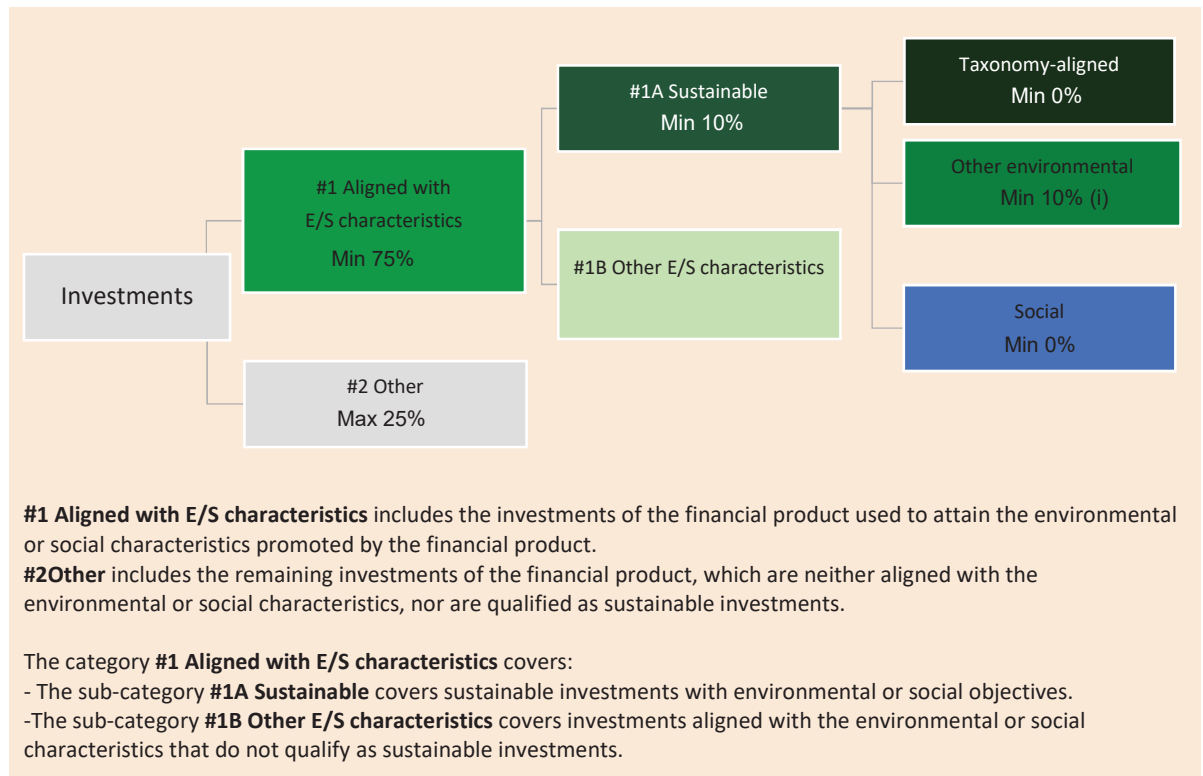 Investments
#1 Aligned with
E/S characteristics
Min 75%
#2 Other
Max 25%
#1A Sustainable
Min 10%
#1B Other E/S characteristics
Taxonomy-aligned
Min 0%
Other environmental
Min 10% (i)
Social
Min 0%
#1 Aligned with E/S characteristics includes the investments of the financial product used to attain the environmental
or social characteristics promoted by the financial product.
#2Other includes the remaining investments of the financial product, which are neither aligned with the
environmental or social characteristics, nor are qualified as sustainable investments.
The category #1 Aligned with E/S characteristics covers:
- The sub-category #1A Sustainable covers sustainable investments with environmental or social objectives.
-The sub-category #1B Other E/S characteristics covers investments aligned with the environmental or social
characteristics that do not qualify as sustainable investments.